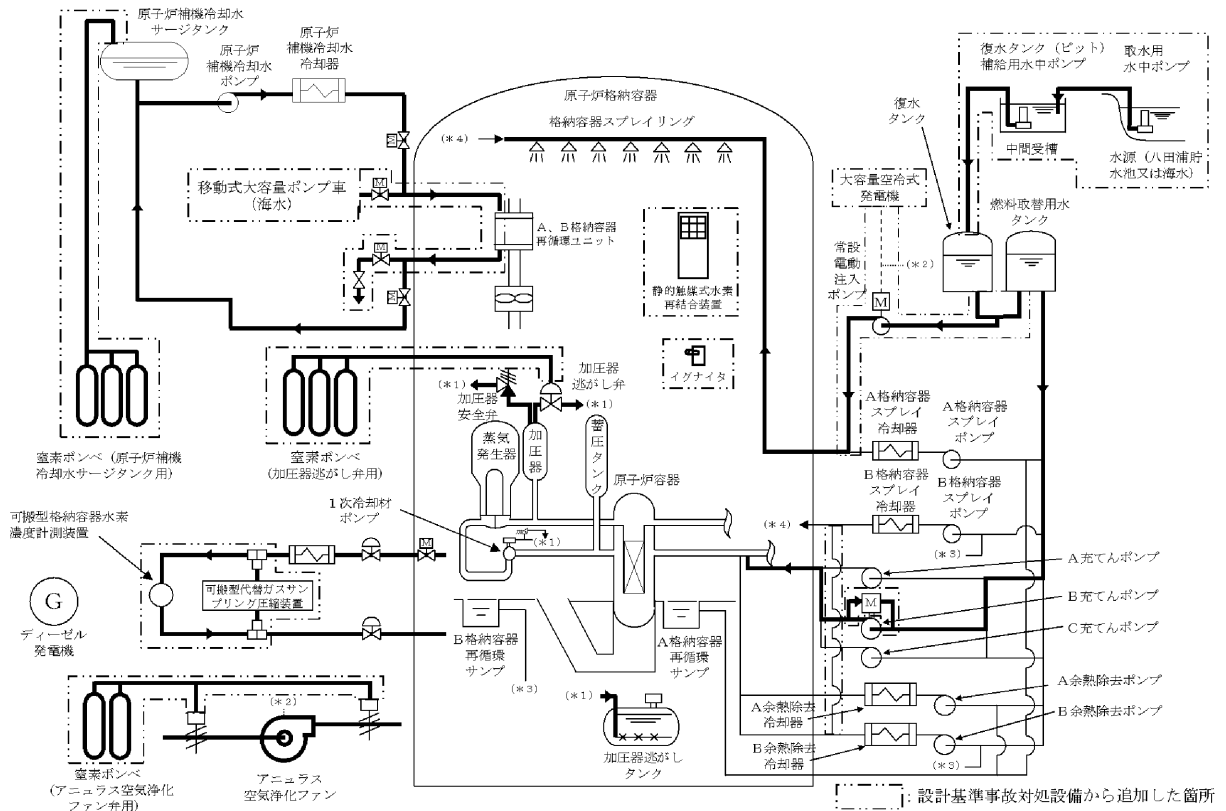 原子炉補機冷却水
サージタンク
原子炉
補機冷却水
ポンプ
原子炉
補機冷却水
冷却器
M
移動式大容量ポンプ車
(海水)
M
M
M
A、B格納容器
再循環ユニット
原子炉格納容器
格納容器スプレイリング
(*4)
静的触媒式水素
再結合装置
イグナイタ
復水タンク(ピット)
補給用水中ポンプ
取水用
水中ポンプ
復水
タンク
中間受槽
水源(八田浦貯
水池又は海水)
大容量空冷式
発電機
燃料取替用水
タンク
常設
電動
注入
ポンプ
(*2)
M
窒素ボンベ(原子炉補機
冷却水サージタンク用)
窒素ボンベ
(加圧器逃がし弁用)
(*1)
加圧器
安全弁
加圧器
逃がし弁
(*1)
蒸気
発生器
加圧器
蓄圧タンク
原子炉容器
1次冷却材
ポンプ
(*1)
A格納容器
スプレイ
冷却器
A格納容器
スプレイ
ポンプ
B格納容器
スプレイ
冷却器
B格納容器
スプレイ
ポンプ
(*4)
(*3)
A充てんポンプ
M
B充てんポンプ
C充てんポンプ
可搬型格納容器水素
濃度計測装置
M
可搬型代替ガスサン
プリング圧縮装置
G
ディーゼル
発電機
B格納容器
再循環
サンプ
(*3)
A格納容器
再循環
サンプ
(*1)
加圧器逃がし
タンク
A余熱除去
冷却器
A余熱除去ポンプ
B余熱除去
冷却器
B余熱除去ポンプ
(*3)
(*2)
窒素ボンベ
(アニュラス空気浄化
ファン弁用)
アニュラス
空気浄化ファン
:設計基準事故対処設備から追加した箇所